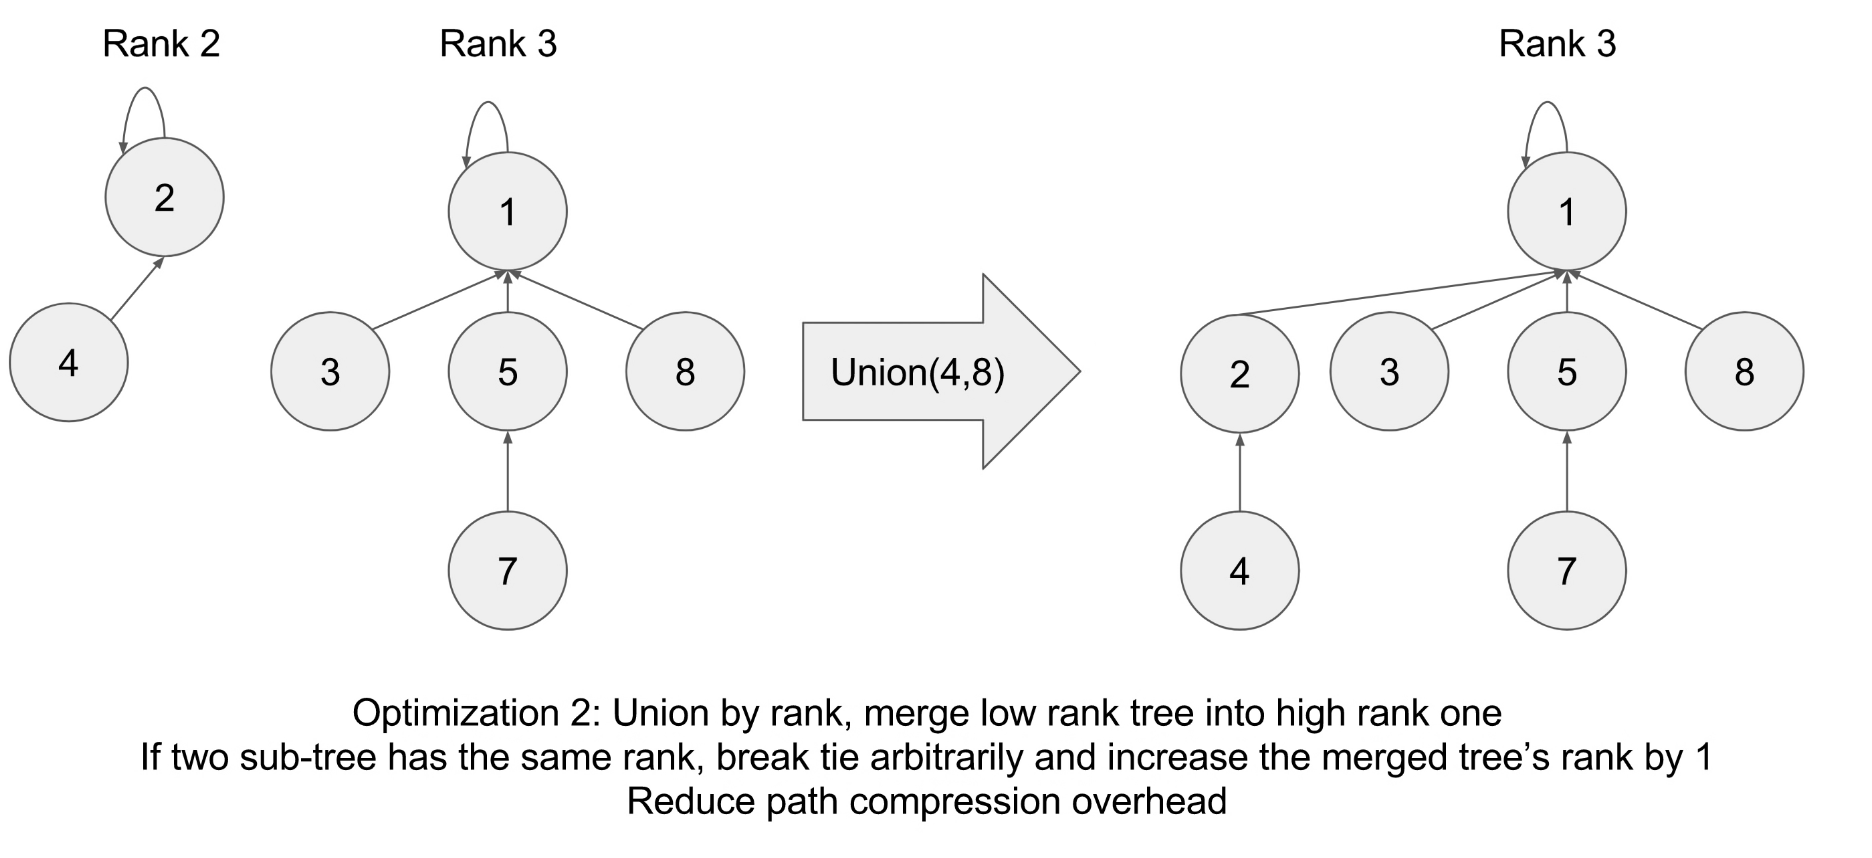 Rank 2
Rank 3
Rank 3
2
1
1
4
3
5
8
Union(4,8)
2
3
5
8
7
4
7
Optimization 2: Union by rank, merge low rank tree into high rank one
If two sub-tree has the same rank, break tie arbitrarily and increase the merged tree’s rank by 1
Reduce path compression overhead